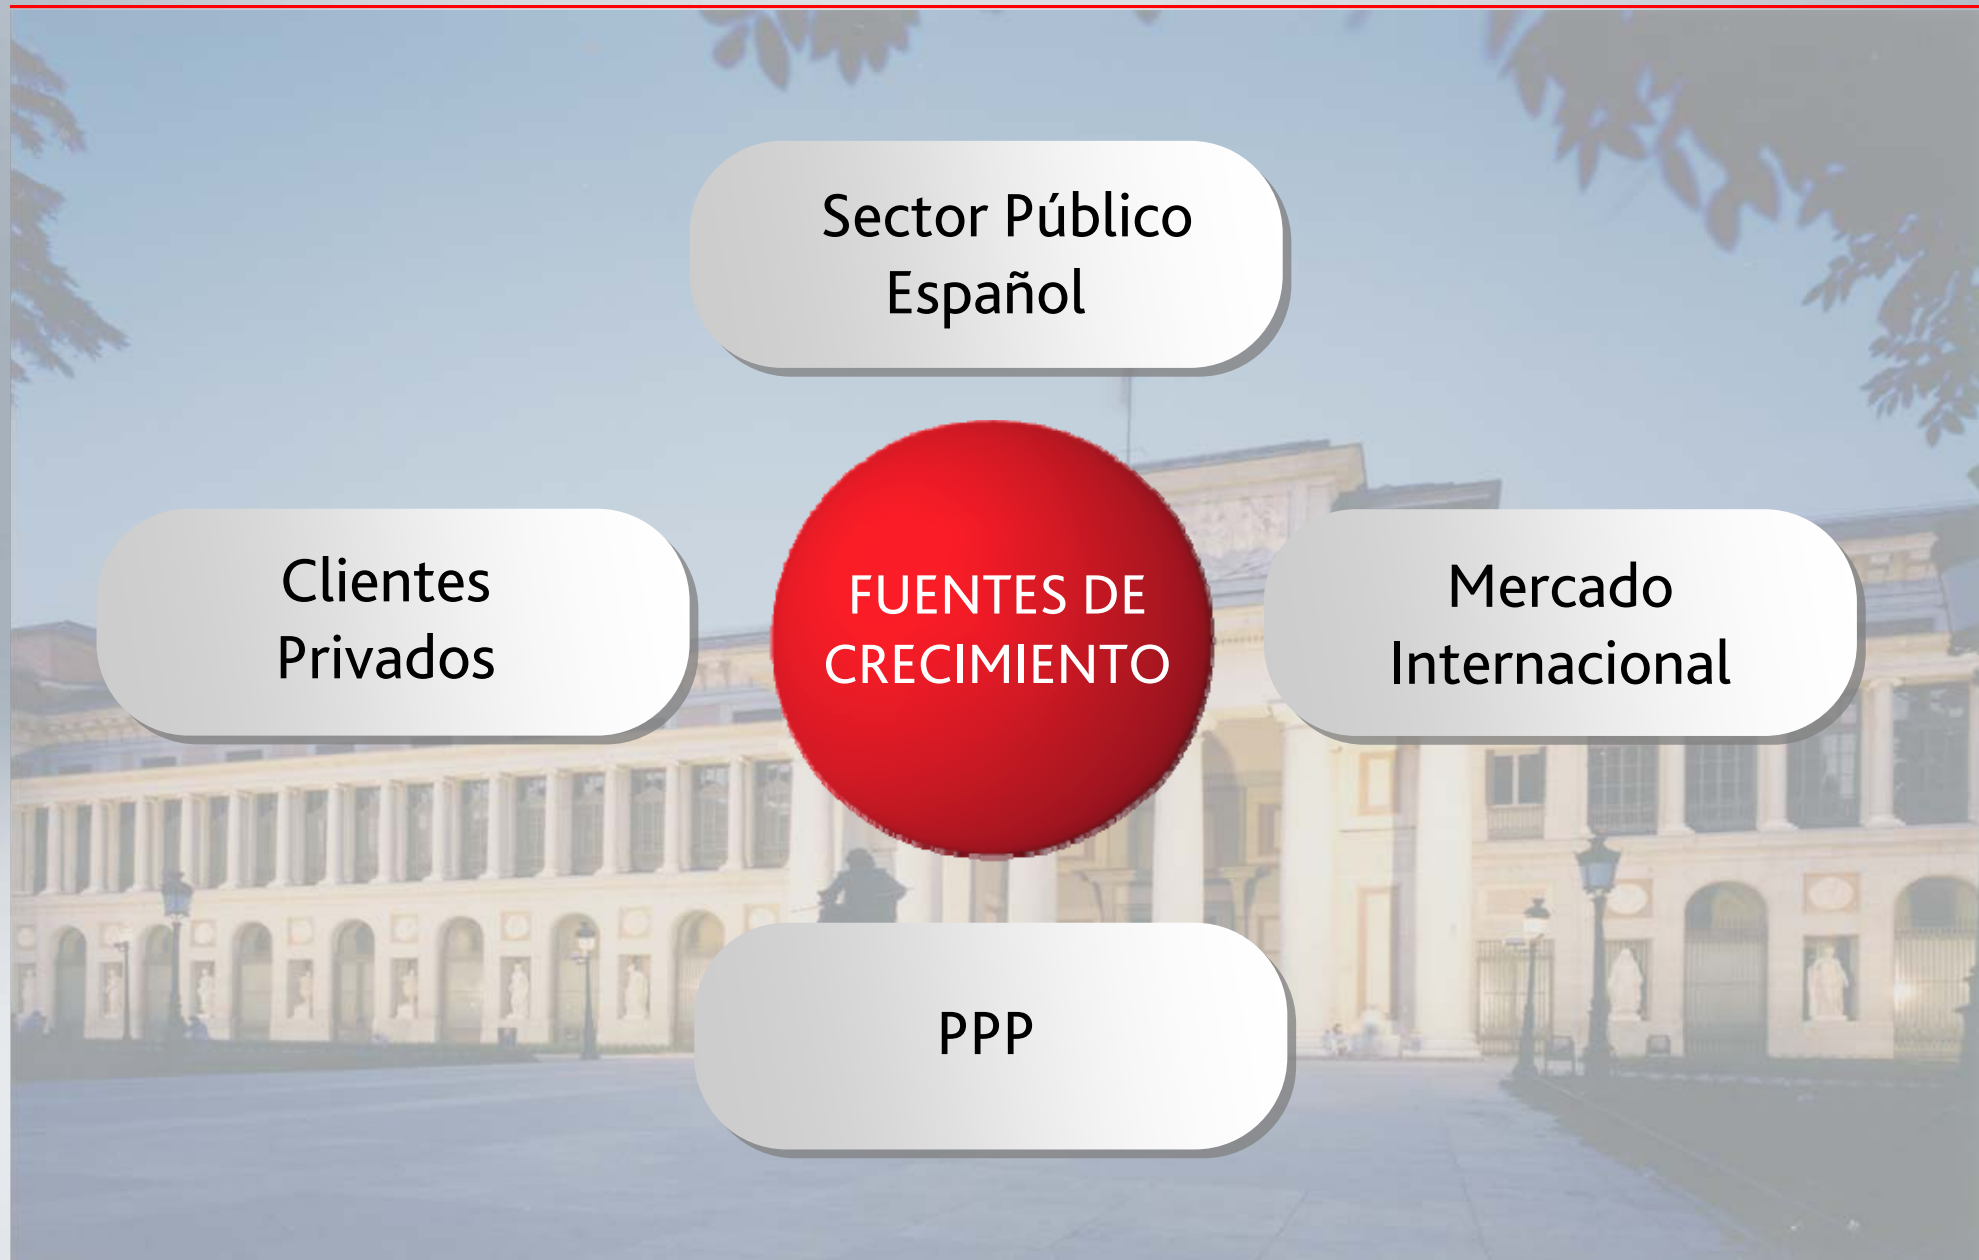 Sector Público
Español
Clientes
Privados
FUENTES DE
CRECIMIENTO
Mercado
Internacional
PPP